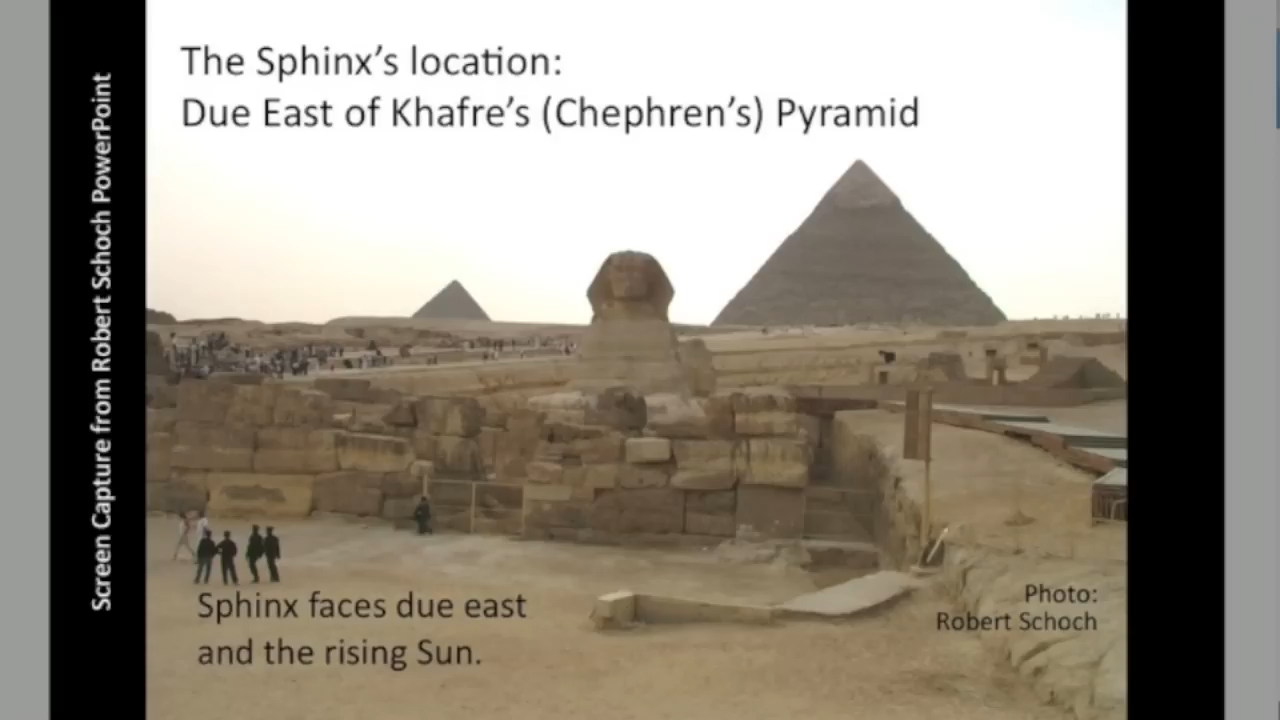 The Sphinx's location:
Due East of Khafre's (Chephren's) Pyramid
Screen Capture from Robert Schoch PowerPoint
Sphinx faces due east
and the rising Sun.
Photo:
Robert Schoch